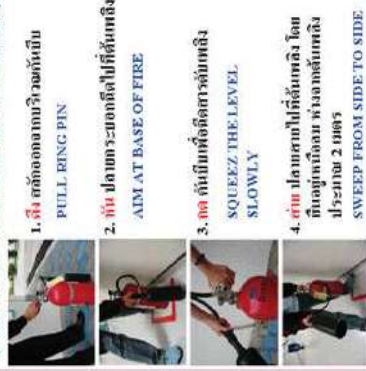 1. ดึง สลักออกจากบริเวณคันบีบ
PULL RING PIN
2. หัน ปลายกระบอกฉีดไปที่ต้นเพลิง
AIM AT BASE OF FIRE
3. กด คันบีบเพื่อฉีดสารดับเพลิง
SQUEEZ THE LEVEL
SLOWLY
4. ส่าย ปลายสายไปที่ต้นเพลิง โดย
ยืนอยู่เหนือลม ห่างจากต้นเพลิง
ประมาณ 2 เมตร
SWEEP FROM SIDE TO SIDE